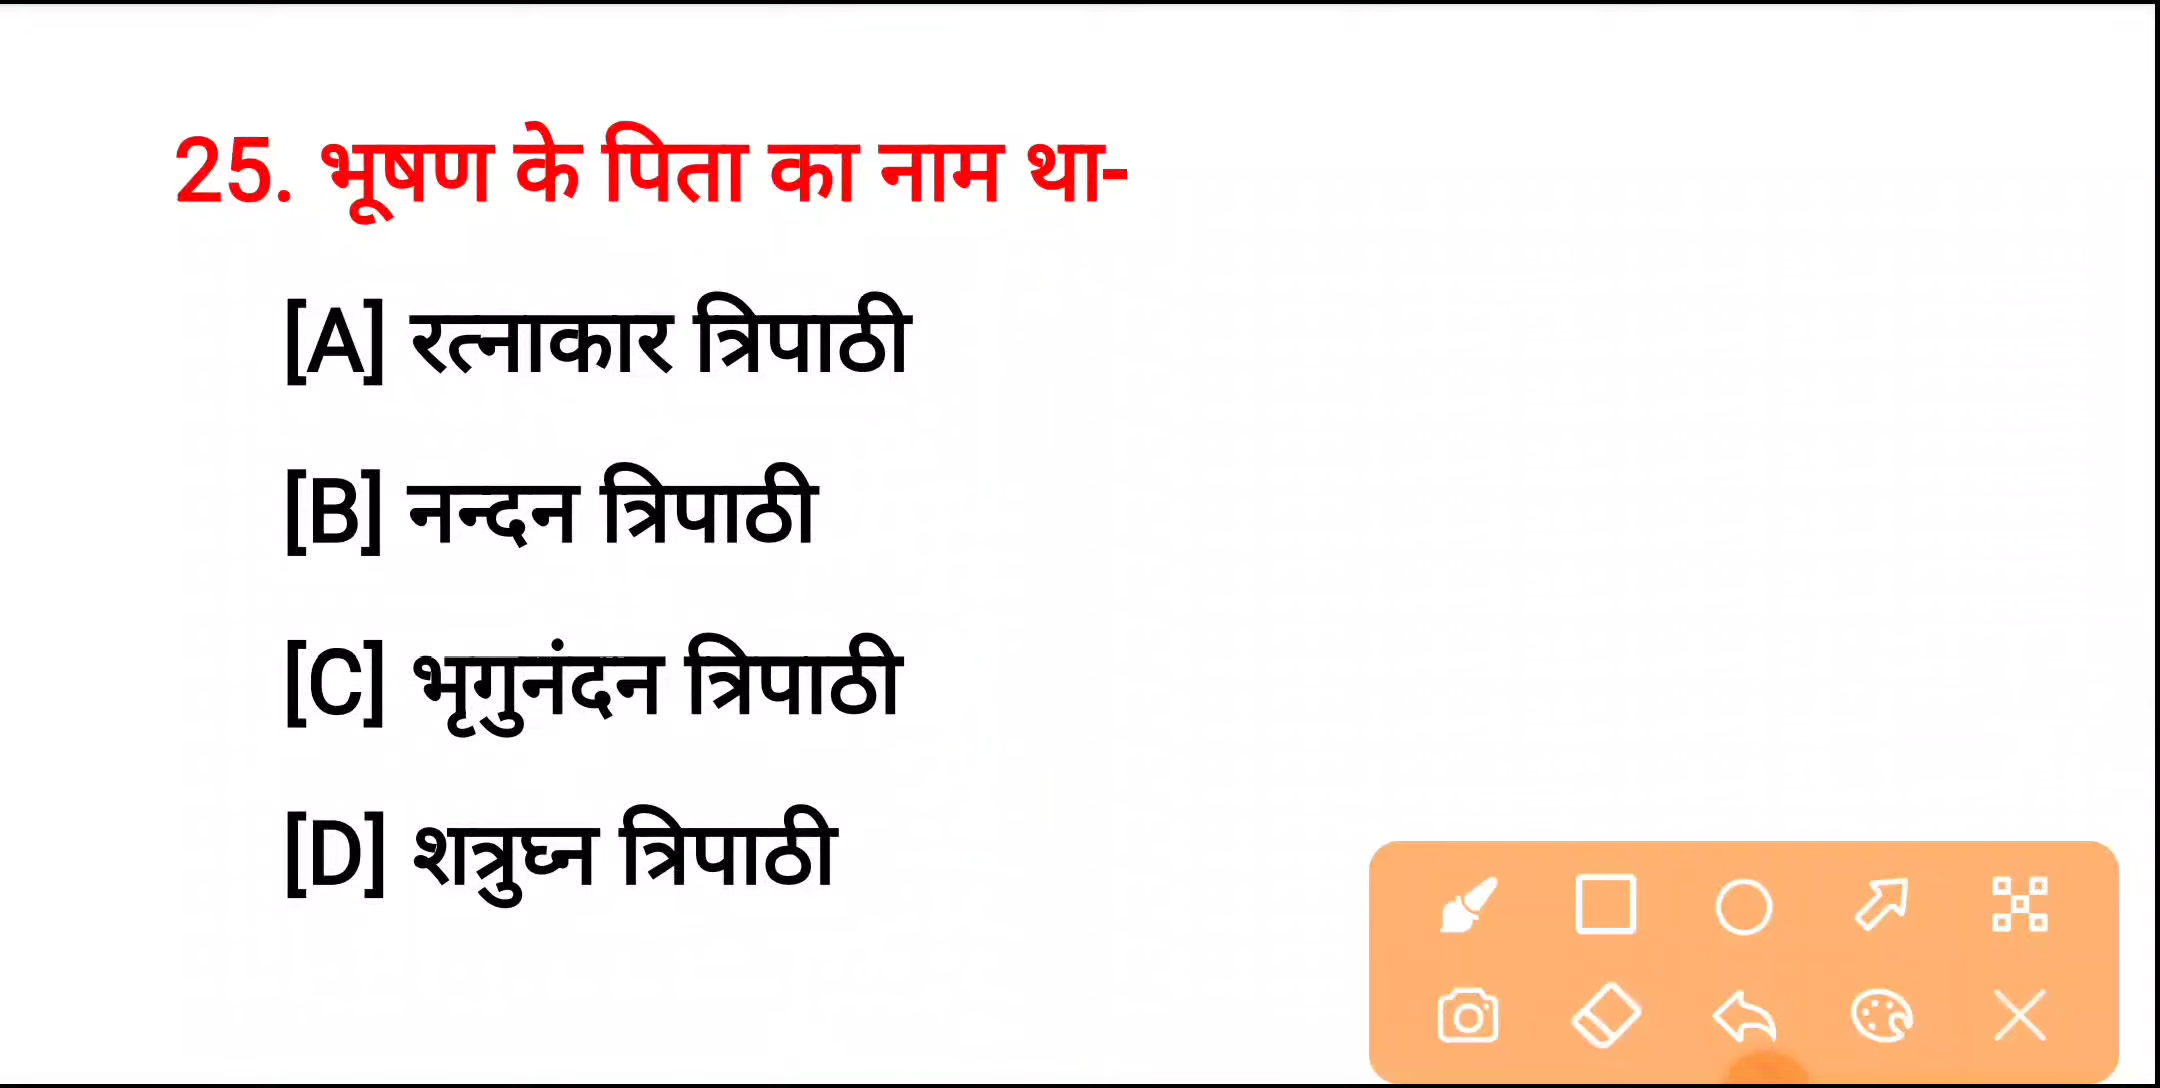 25. भूषण के पिता का नाम था-
[A] रत्नाकार त्रिपाठी
[B] नन्दन त्रिपाठी
[C] भृगुनंदन त्रिपाठी
[D] शत्रुघ्न त्रिपाठी